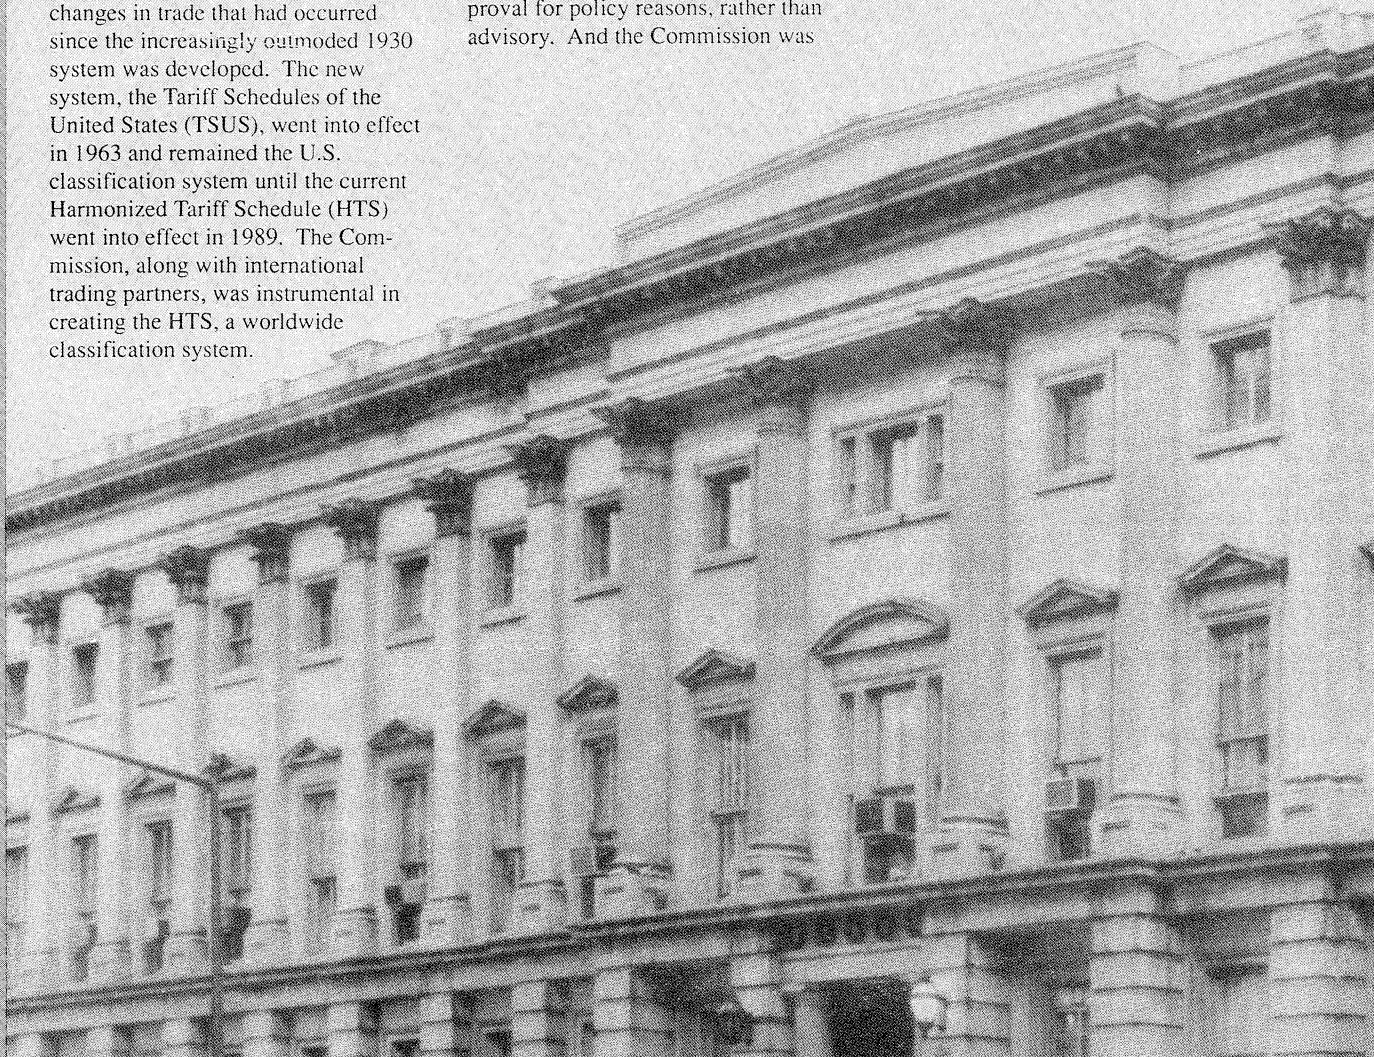 changes in trade that had occurred
since the increasingly outmoded 1930
system was developed. The new
system, the Tariff Schedules of the
United States (TSUS), went into effect
in 1963 and remained the U.S.
classification system until the current
Harmonized Tariff Schedule (HTS)
went into effect in 1989. The Com-
mission, along with international
trading partners, was instrumental in
creating the HTS, a worldwide
classification system.
proval for policy reasons, rather than
advisory. And the Commission was